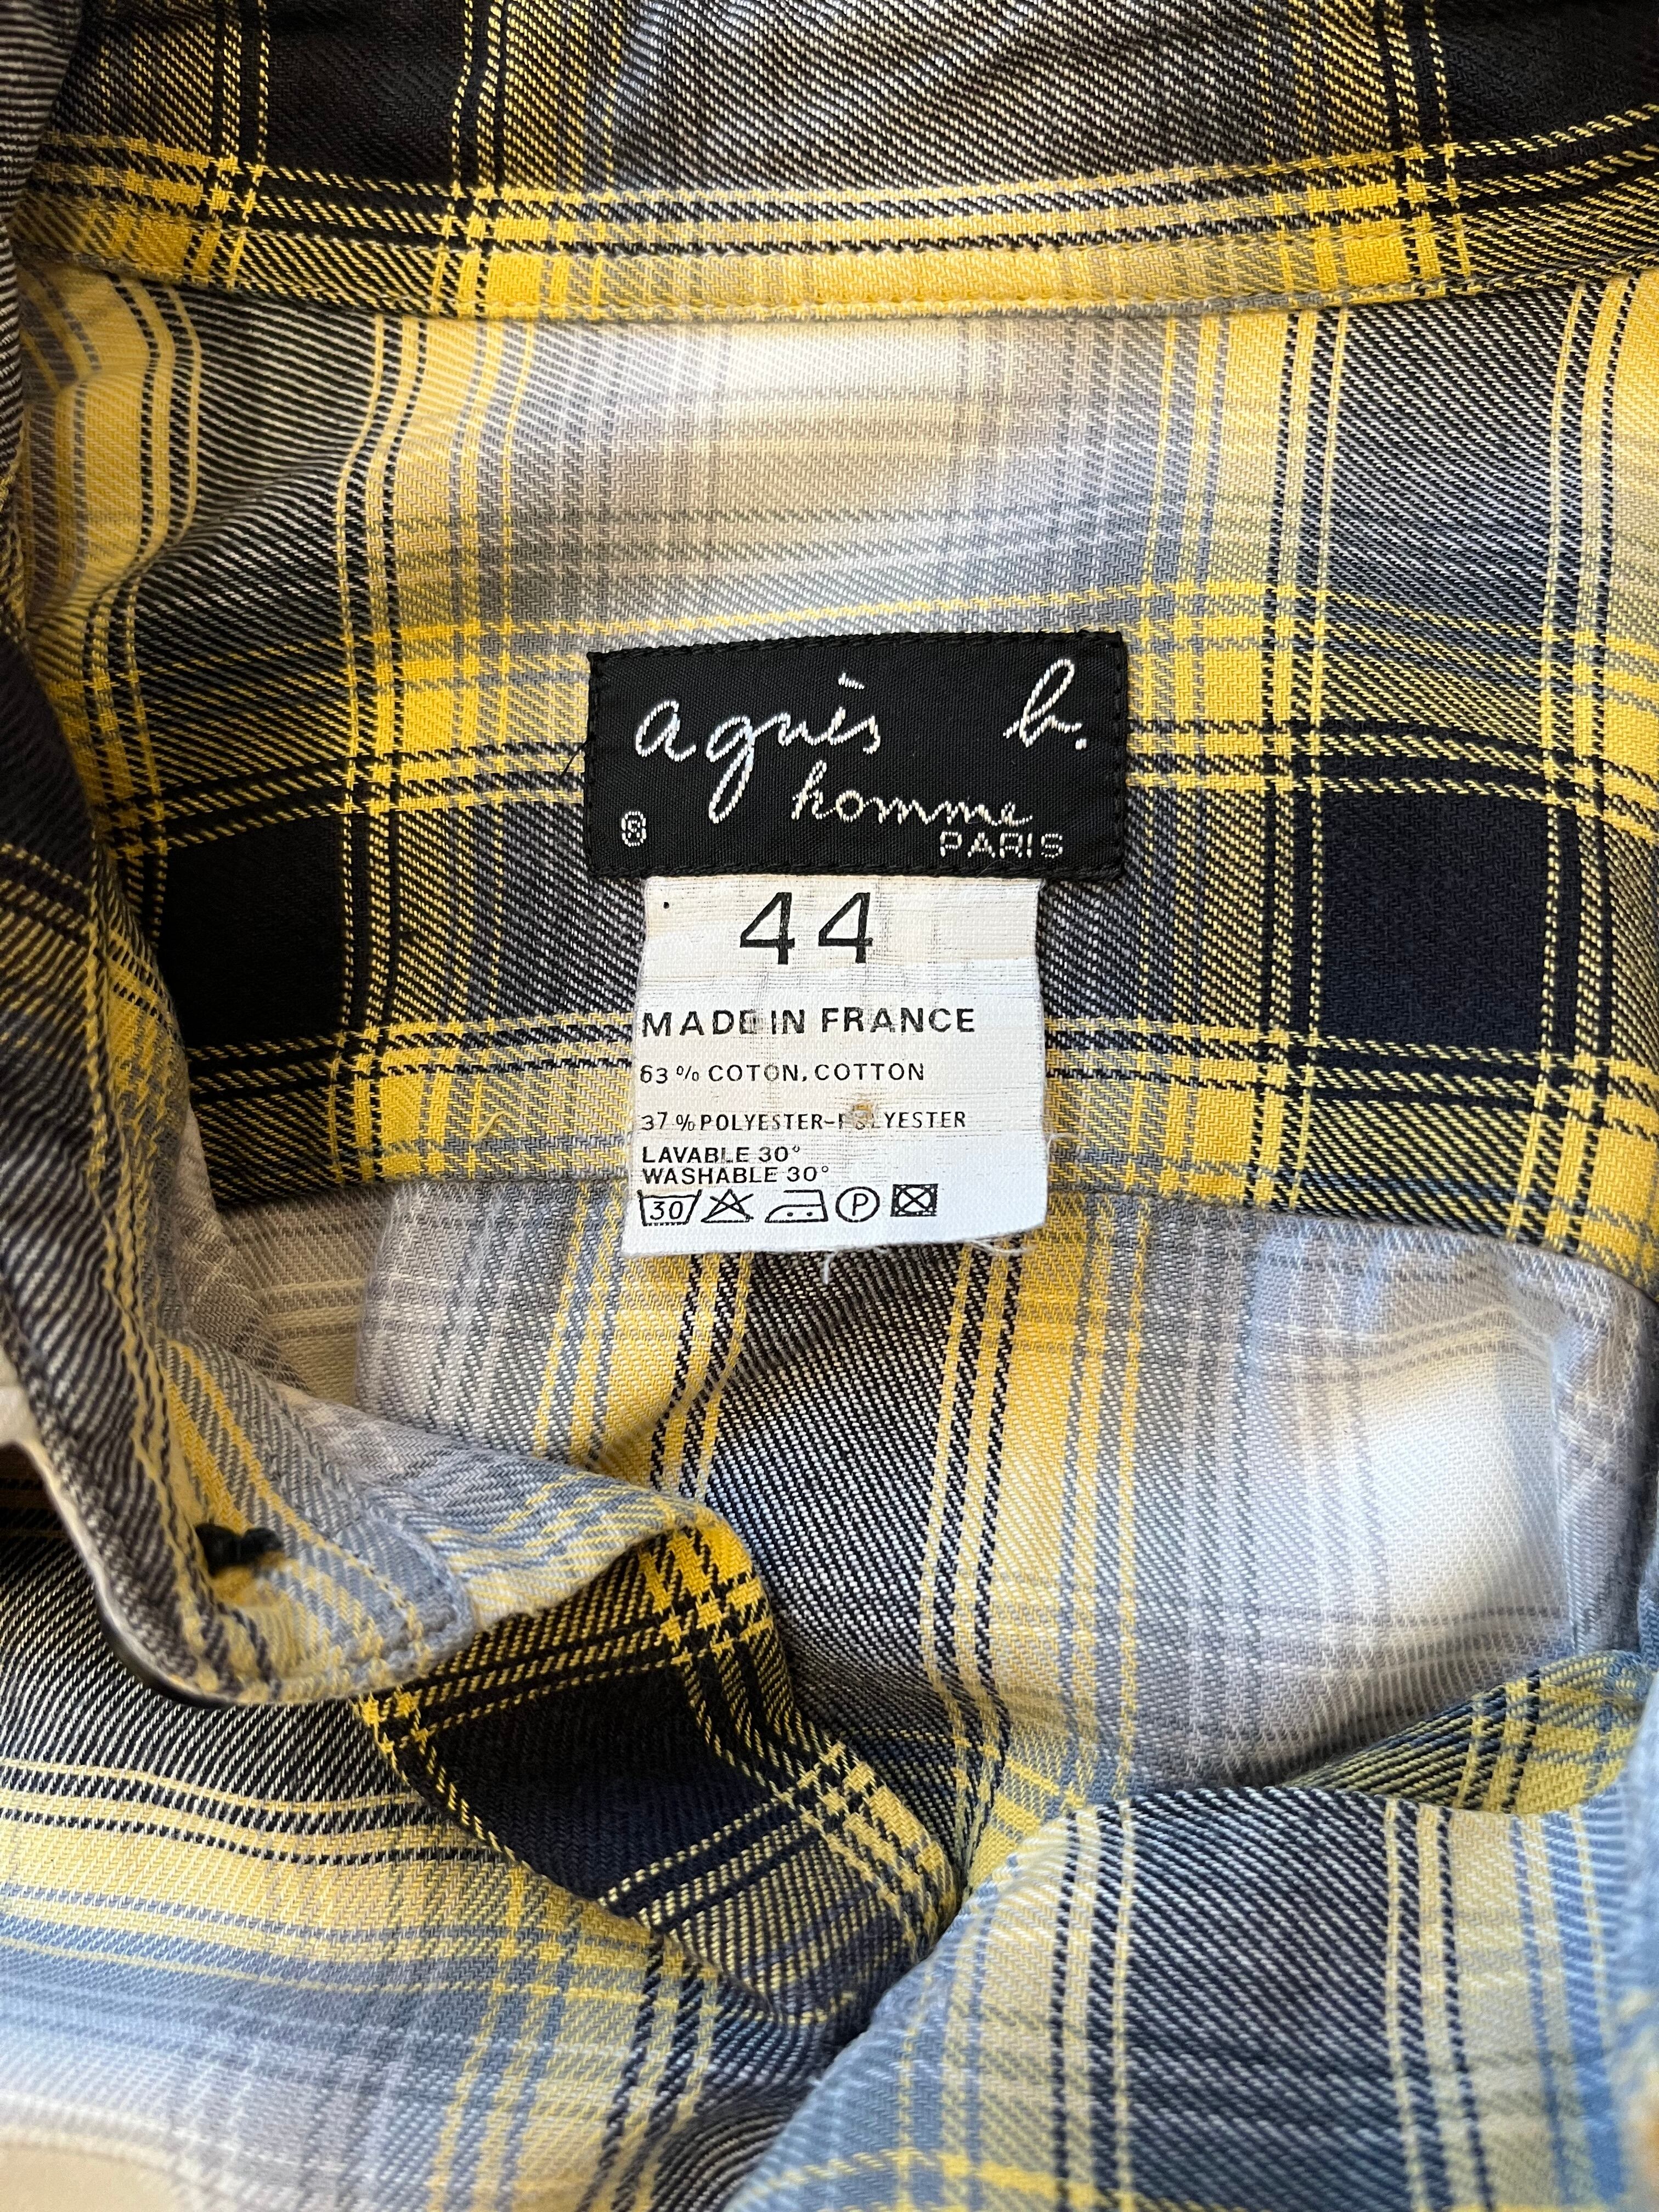 agnès b.
homme
PARIS
44
MADE IN FRANCE
63% COTON, COTTON
37% POLYESTER-POLYESTER
LAVABLE 30°
WASHABLE 30°
30 P